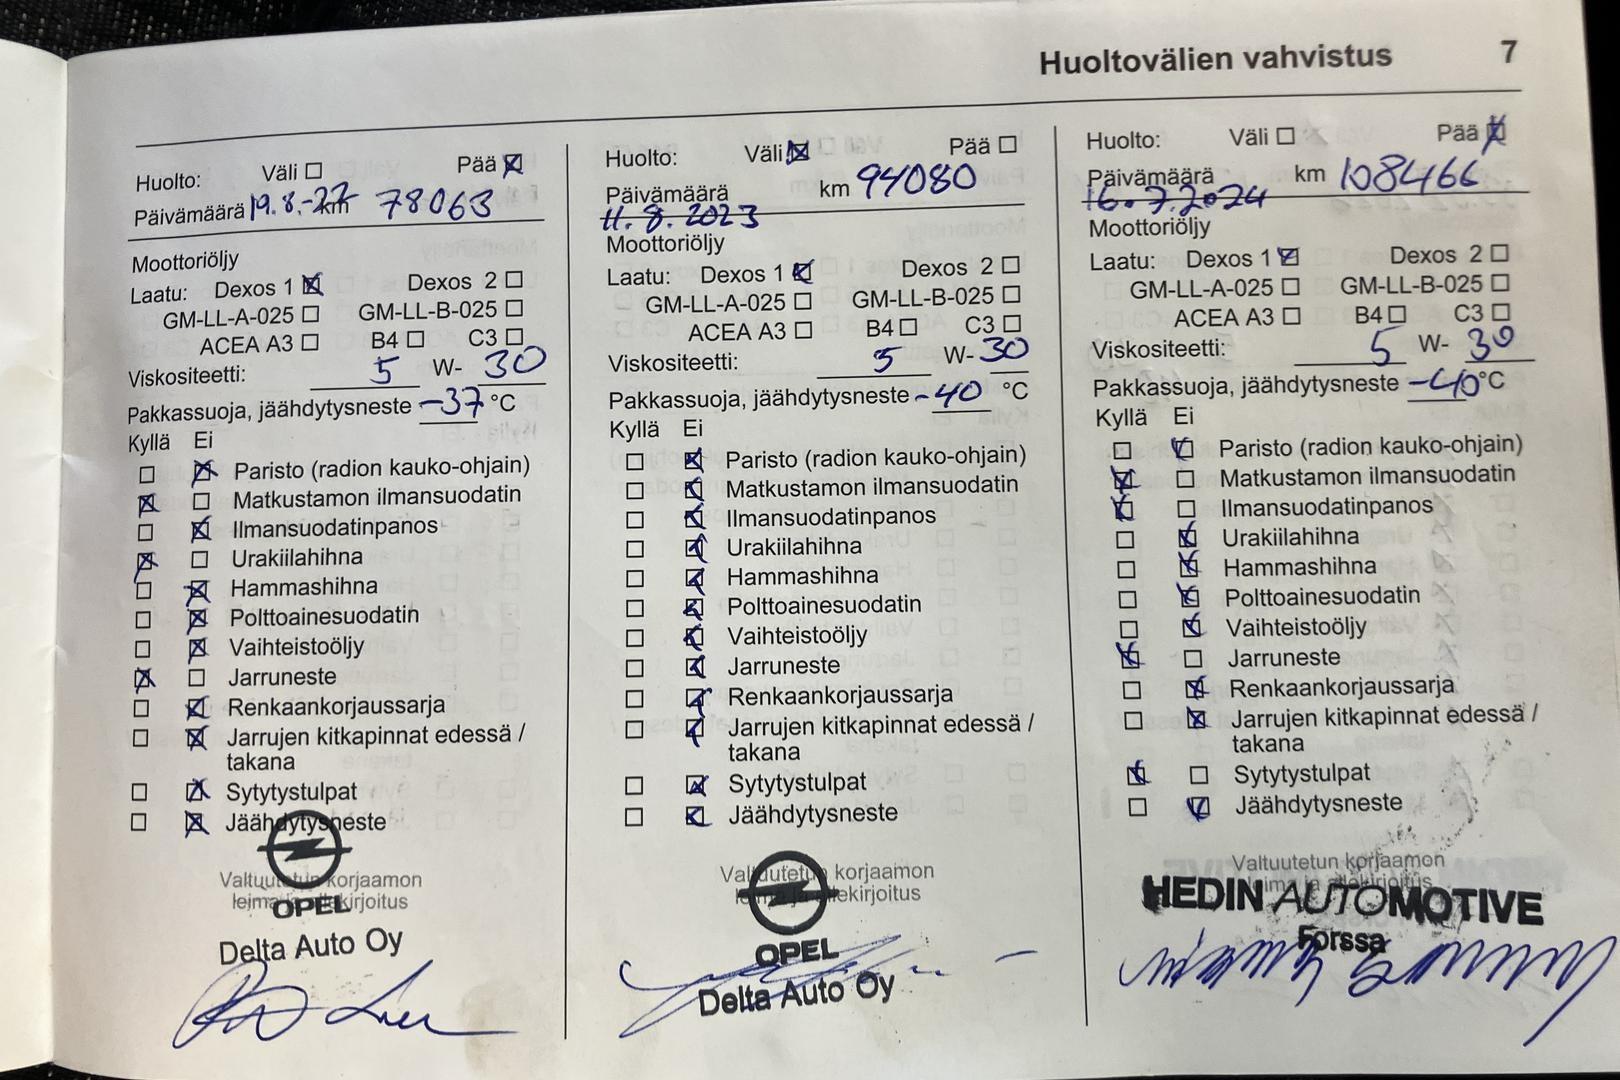 Huoltovälien vahvistus 7
Huolto: Väli ☐ Pää ☒
Päivämäärä 19.8.-22 km 78063
Moottoriöljy
Laatu: Dexos 1 ☒ Dexos 2 ☐
GM-LL-A-025 ☐ GM-LL-B-025 ☐
ACEA A3 ☐ B4 ☐ C3 ☐
Viskositeetti: 5 W- 30
Pakkassuoja, jäähdytysneste -37 °C
Kyllä Ei
☐ ☒ Paristo (radion kauko-ohjain)
☒ ☐ Matkustamon ilmansuodatin
☐ ☒ Ilmansuodatinpanos
☒ ☐ Urakiilahihna
☐ ☒ Hammashihna
☐ ☒ Polttoainesuodatin
☐ ☒ Vaihteistoöljy
☒ ☐ Jarruneste
☐ ☒ Renkaankorjaussarja
☐ ☒ Jarrujen kitkapinnat edessä /
takana
☐ ☒ Sytytystulpat
☐ ☒ Jäähdytysneste
Valtuutetun korjaamon
leima ja allekirjoitus
OPEL
Delta Auto Oy
Huolto: Väli ☒ Pää ☐
Päivämäärä km 94080
11.8.2023
Moottoriöljy
Laatu: Dexos 1 ☒ Dexos 2 ☐
GM-LL-A-025 ☐ GM-LL-B-025 ☐
ACEA A3 ☐ B4 ☐ C3 ☐
Viskositeetti: 5 W- 30
Pakkassuoja, jäähdytysneste -40 °C
Kyllä Ei
☐ ☒ Paristo (radion kauko-ohjain)
☐ ☒ Matkustamon ilmansuodatin
☐ ☒ Ilmansuodatinpanos
☐ ☒ Urakiilahihna
☐ ☒ Hammashihna
☐ ☒ Polttoainesuodatin
☐ ☒ Vaihteistoöljy
☐ ☒ Jarruneste
☐ ☒ Renkaankorjaussarja
☐ ☒ Jarrujen kitkapinnat edessä /
takana
☐ ☒ Sytytystulpat
☐ ☒ Jäähdytysneste
Valtuutetun korjaamon
leima ja allekirjoitus
OPEL
Delta Auto Oy
Huolto: Väli ☐ Pää ☒
Päivämäärä km 108466
16.7.2024
Moottoriöljy
Laatu: Dexos 1 ☒ Dexos 2 ☐
GM-LL-A-025 ☐ GM-LL-B-025 ☐
ACEA A3 ☐ B4 ☐ C3 ☐
Viskositeetti: 5 W- 30
Pakkassuoja, jäähdytysneste -40 °C
Kyllä Ei
☐ ☒ Paristo (radion kauko-ohjain)
☒ ☐ Matkustamon ilmansuodatin
☒ ☐ Ilmansuodatinpanos
☐ ☒ Urakiilahihna
☐ ☒ Hammashihna
☐ ☒ Polttoainesuodatin
☐ ☒ Vaihteistoöljy
☒ ☐ Jarruneste
☐ ☒ Renkaankorjaussarja
☐ ☒ Jarrujen kitkapinnat edessä /
takana
☒ ☐ Sytytystulpat
☐ ☒ Jäähdytysneste
Valtuutetun korjaamon
leima ja allekirjoitus
HEDIN AUTOMOTIVE
Forssa